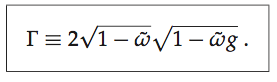 Γ ≡ 2√1 − ω̃ √1 − ω̃g .